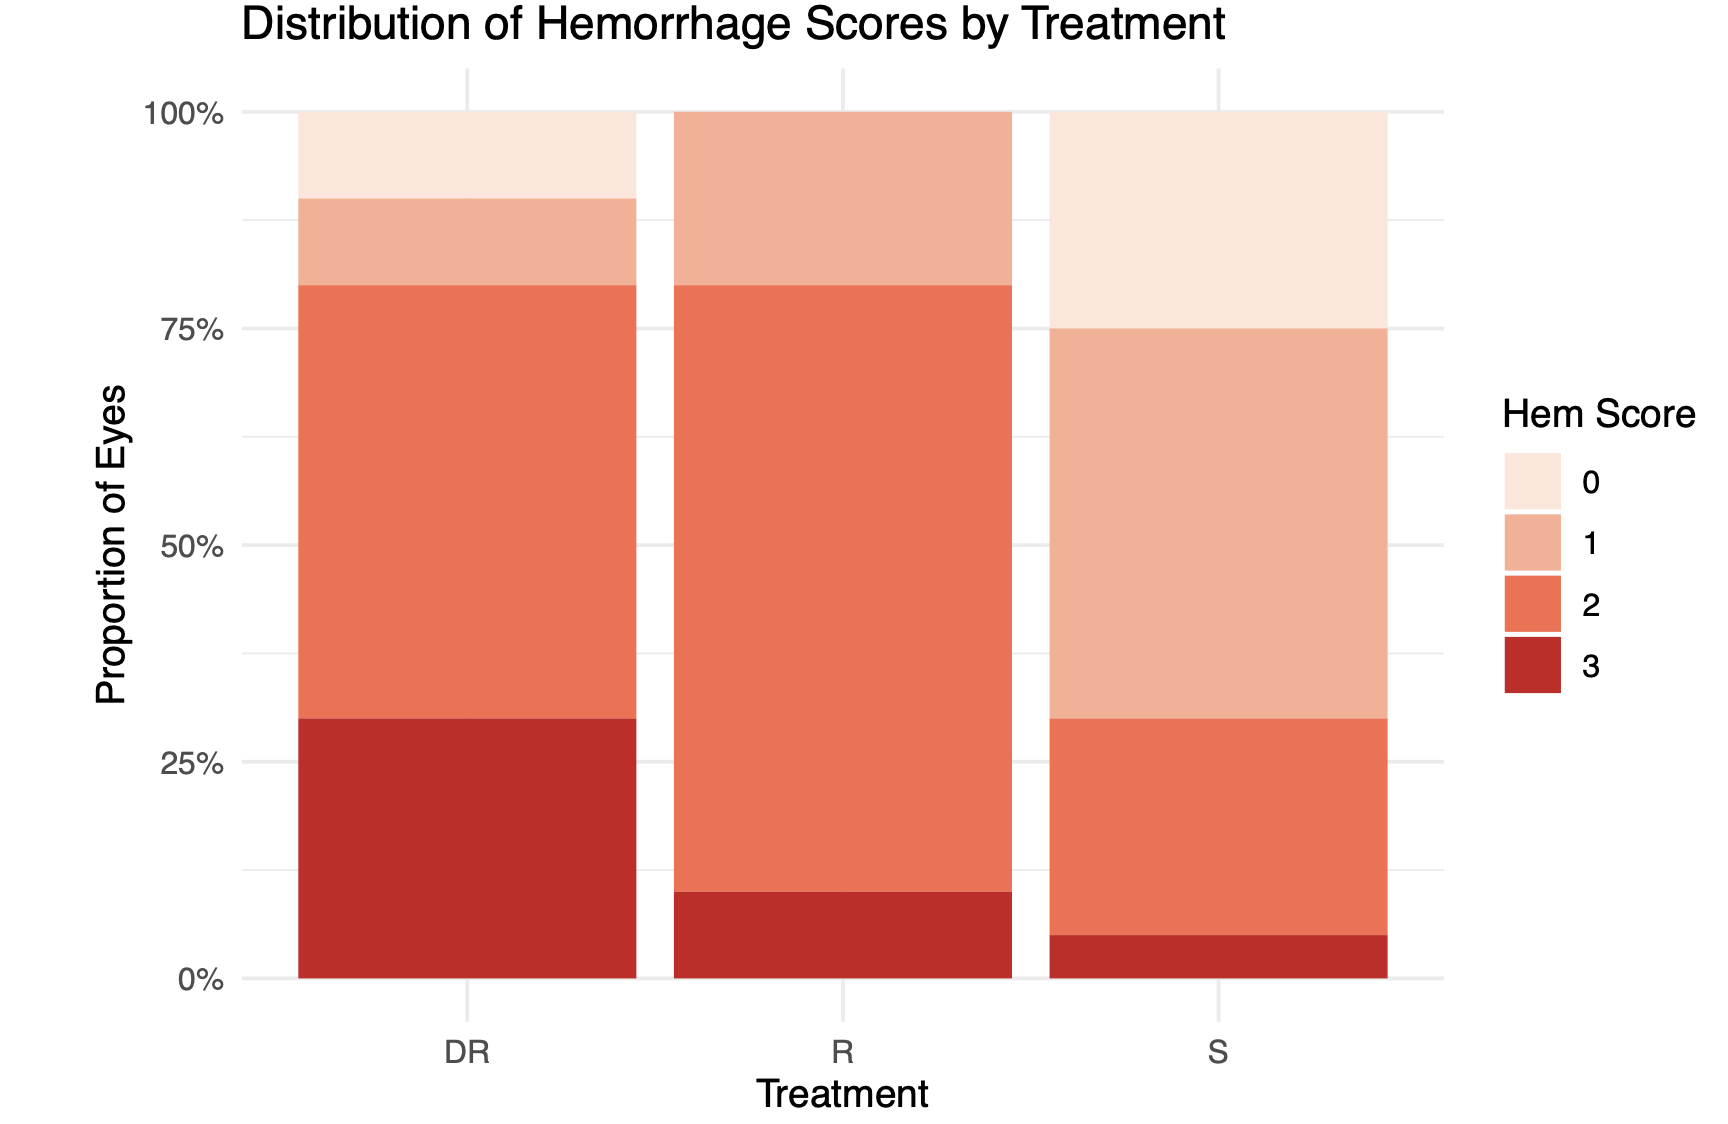 Distribution of Hemorrhage Scores by Treatment
100%
75%
50%
25%
0%
Proportion of Eyes
DR
R
S
Treatment
Hem Score
0
1
2
3